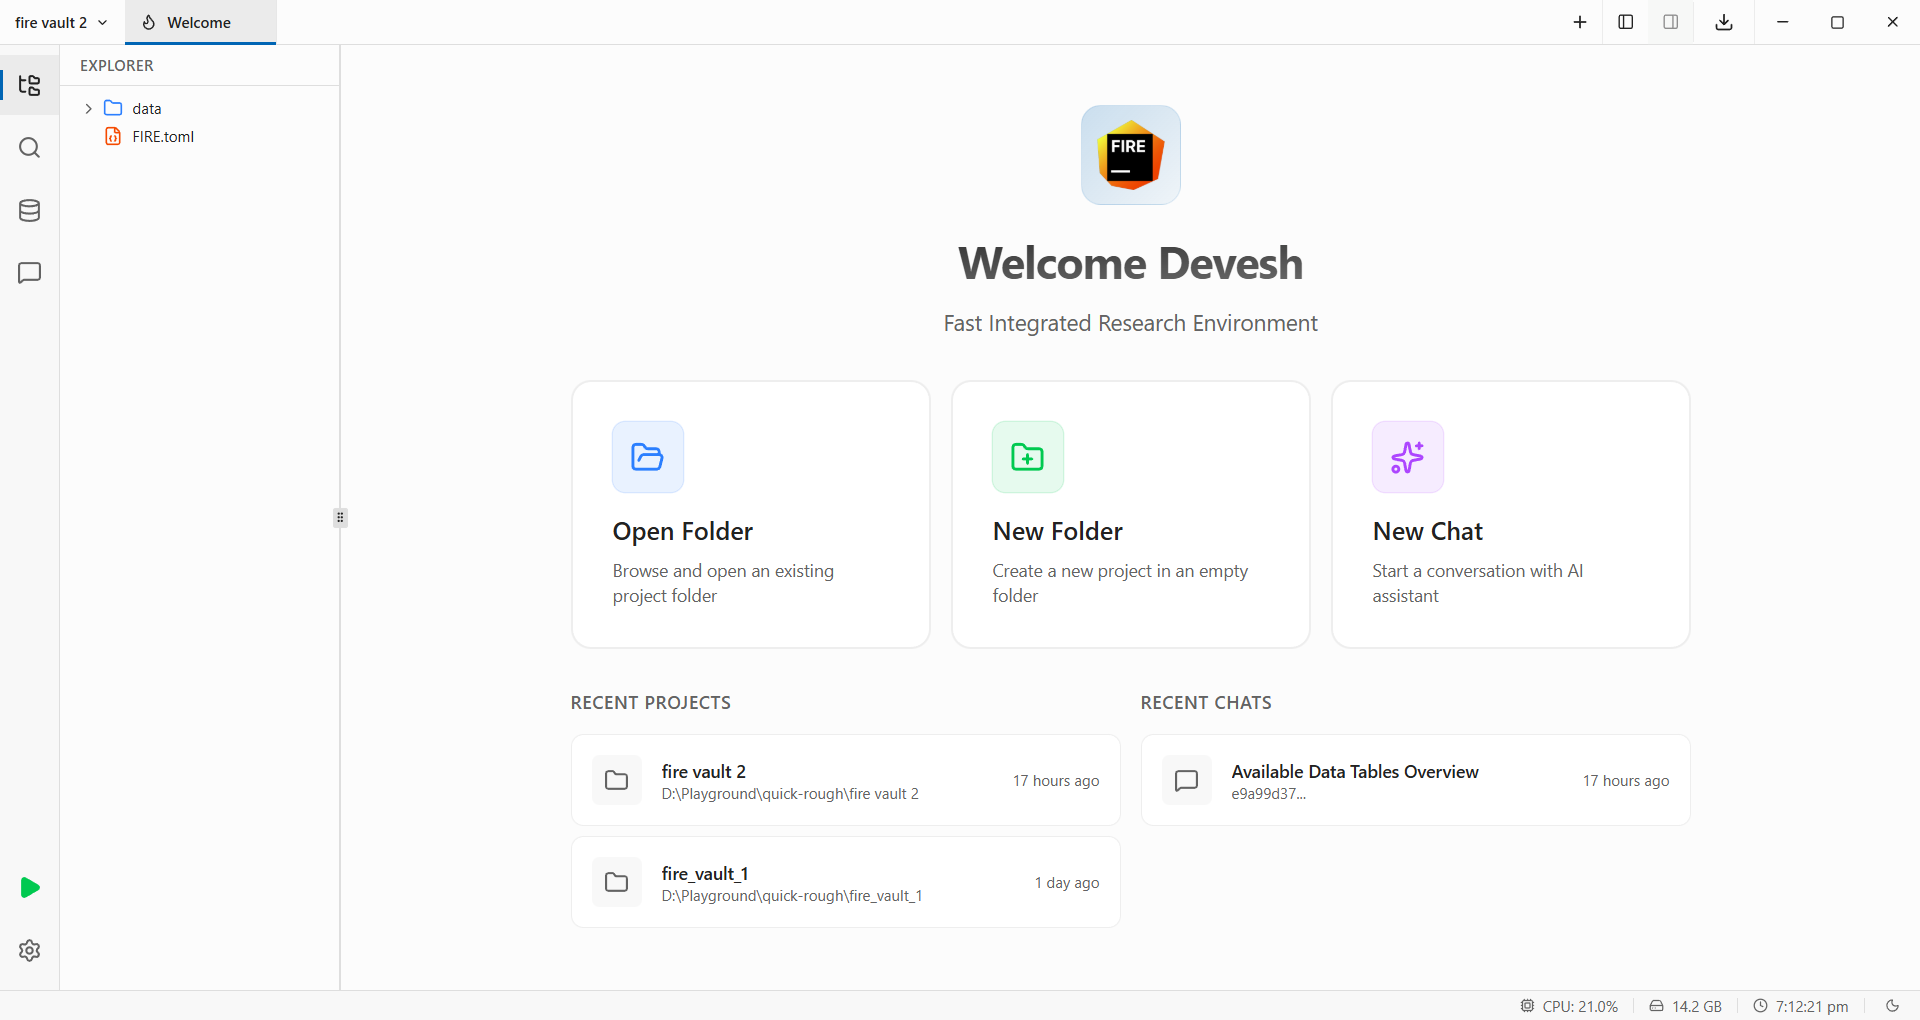 fire vault 2
Welcome
EXPLORER
data
FIRE.toml
FIRE
Welcome Devesh
Fast Integrated Research Environment
Open Folder
Browse and open an existing
project folder
New Folder
Create a new project in an empty
folder
New Chat
Start a conversation with AI
assistant
RECENT PROJECTS
fire vault 2
D:\Playground\quick-rough\fire vault 2
17 hours ago
fire_vault_1
D:\Playground\quick-rough\fire_vault_1
1 day ago
RECENT CHATS
Available Data Tables Overview
e9a99d37...
17 hours ago
CPU: 21.0%
14.2 GB
7:12:21 pm